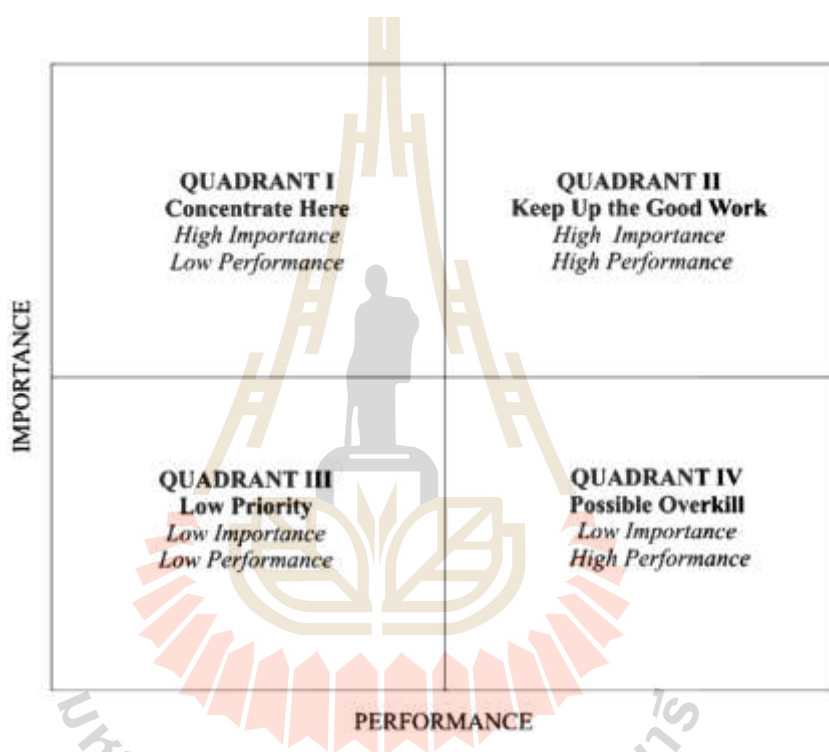 QUADRANT I
Concentrate Here
High Importance
Low Performance
QUADRANT II
Keep Up the Good Work
High Importance
High Performance
IMPORTANCE
QUADRANT III
Low Priority
Low Importance
Low Performance
QUADRANT IV
Possible Overkill
Low Importance
High Performance
PERFORMANCE